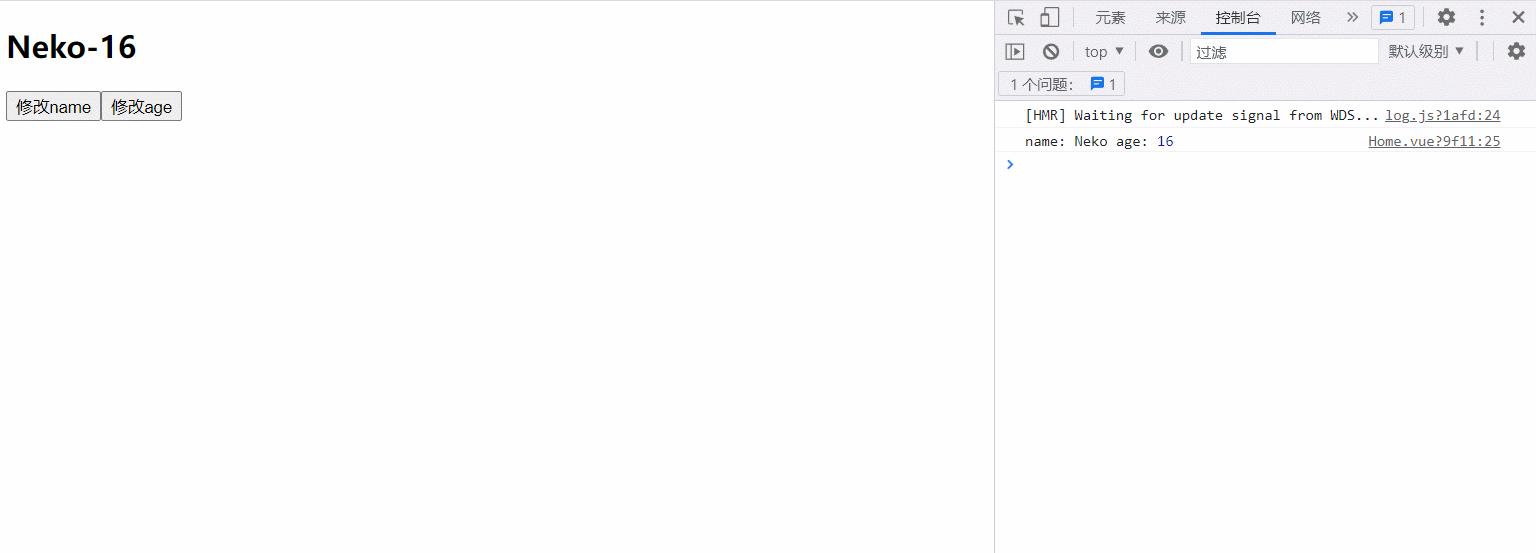 Neko-16
修改name 修改age
元素 来源 控制台 网络 1
top 过滤 默认级别
1 个问题： 1
[HMR] Waiting for update signal from WDS... log.js?1afd:24
name: Neko age: 16 Home.vue?9f11:25